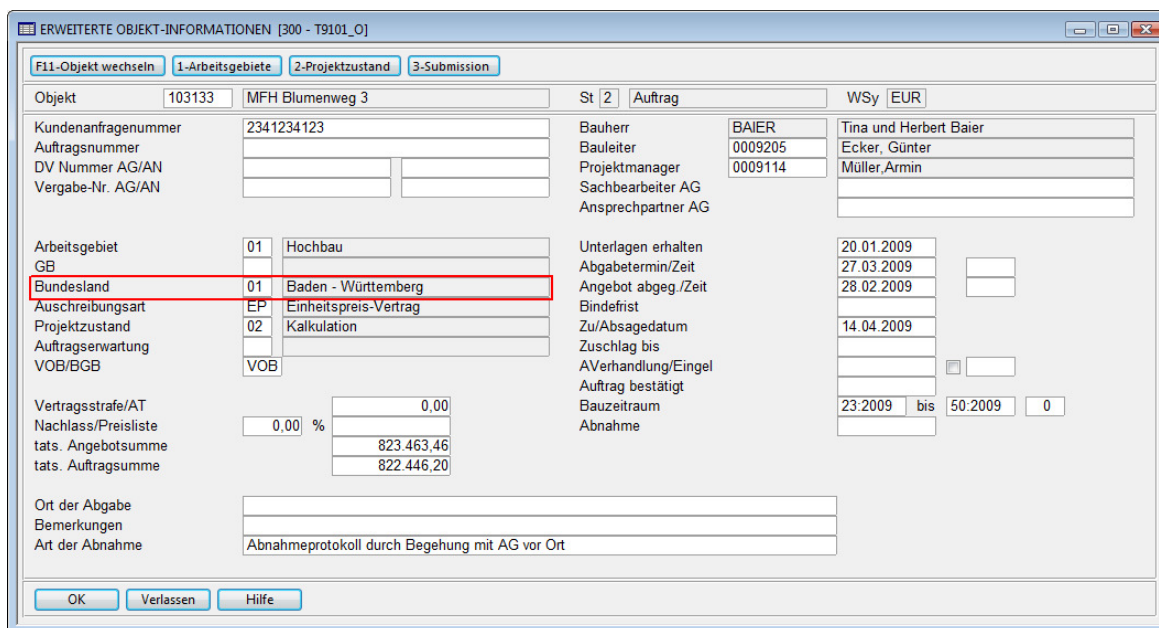 ERWEITERTE OBJEKT-INFORMATIONEN [300 - T9101_O]
F11-Objekt wechseln 1-Arbeitsgebiete 2-Projektzustand 3-Submission
Objekt 103133 MFH Blumenweg 3 St 2 Auftrag WSy EUR
Kundenanfragenummer 2341234123 Bauherr BAIER Tina und Herbert Baier
Auftragsnummer Bauleiter 0009205 Ecker, Günter
DV Nummer AG/AN Projektmanager 0009114 Müller,Armin
Vergabe-Nr. AG/AN Sachbearbeiter AG
Ansprechpartner AG
Arbeitsgebiet 01 Hochbau Unterlagen erhalten 20.01.2009
GB Abgabetermin/Zeit 27.03.2009
Bundesland 01 Baden - Württemberg Angebot abgeg./Zeit 28.02.2009
Auschreibungsart EP Einheitspreis-Vertrag Bindefrist
Projektzustand 02 Kalkulation Zu/Absagedatum 14.04.2009
Auftragserwartung Zuschlag bis
VOB/BGB VOB AVerhandlung/Eingel
Auftrag bestätigt
Vertragsstrafe/AT 0,00 Bauzeitraum 23:2009 bis 50:2009 0
Nachlass/Preisliste 0,00 % Abnahme
tats. Angebotsumme 823.463,46
tats. Auftragsumme 822.446,20
Ort der Abgabe
Bemerkungen
Art der Abnahme Abnahmeprotokoll durch Begehung mit AG vor Ort
OK Verlassen Hilfe